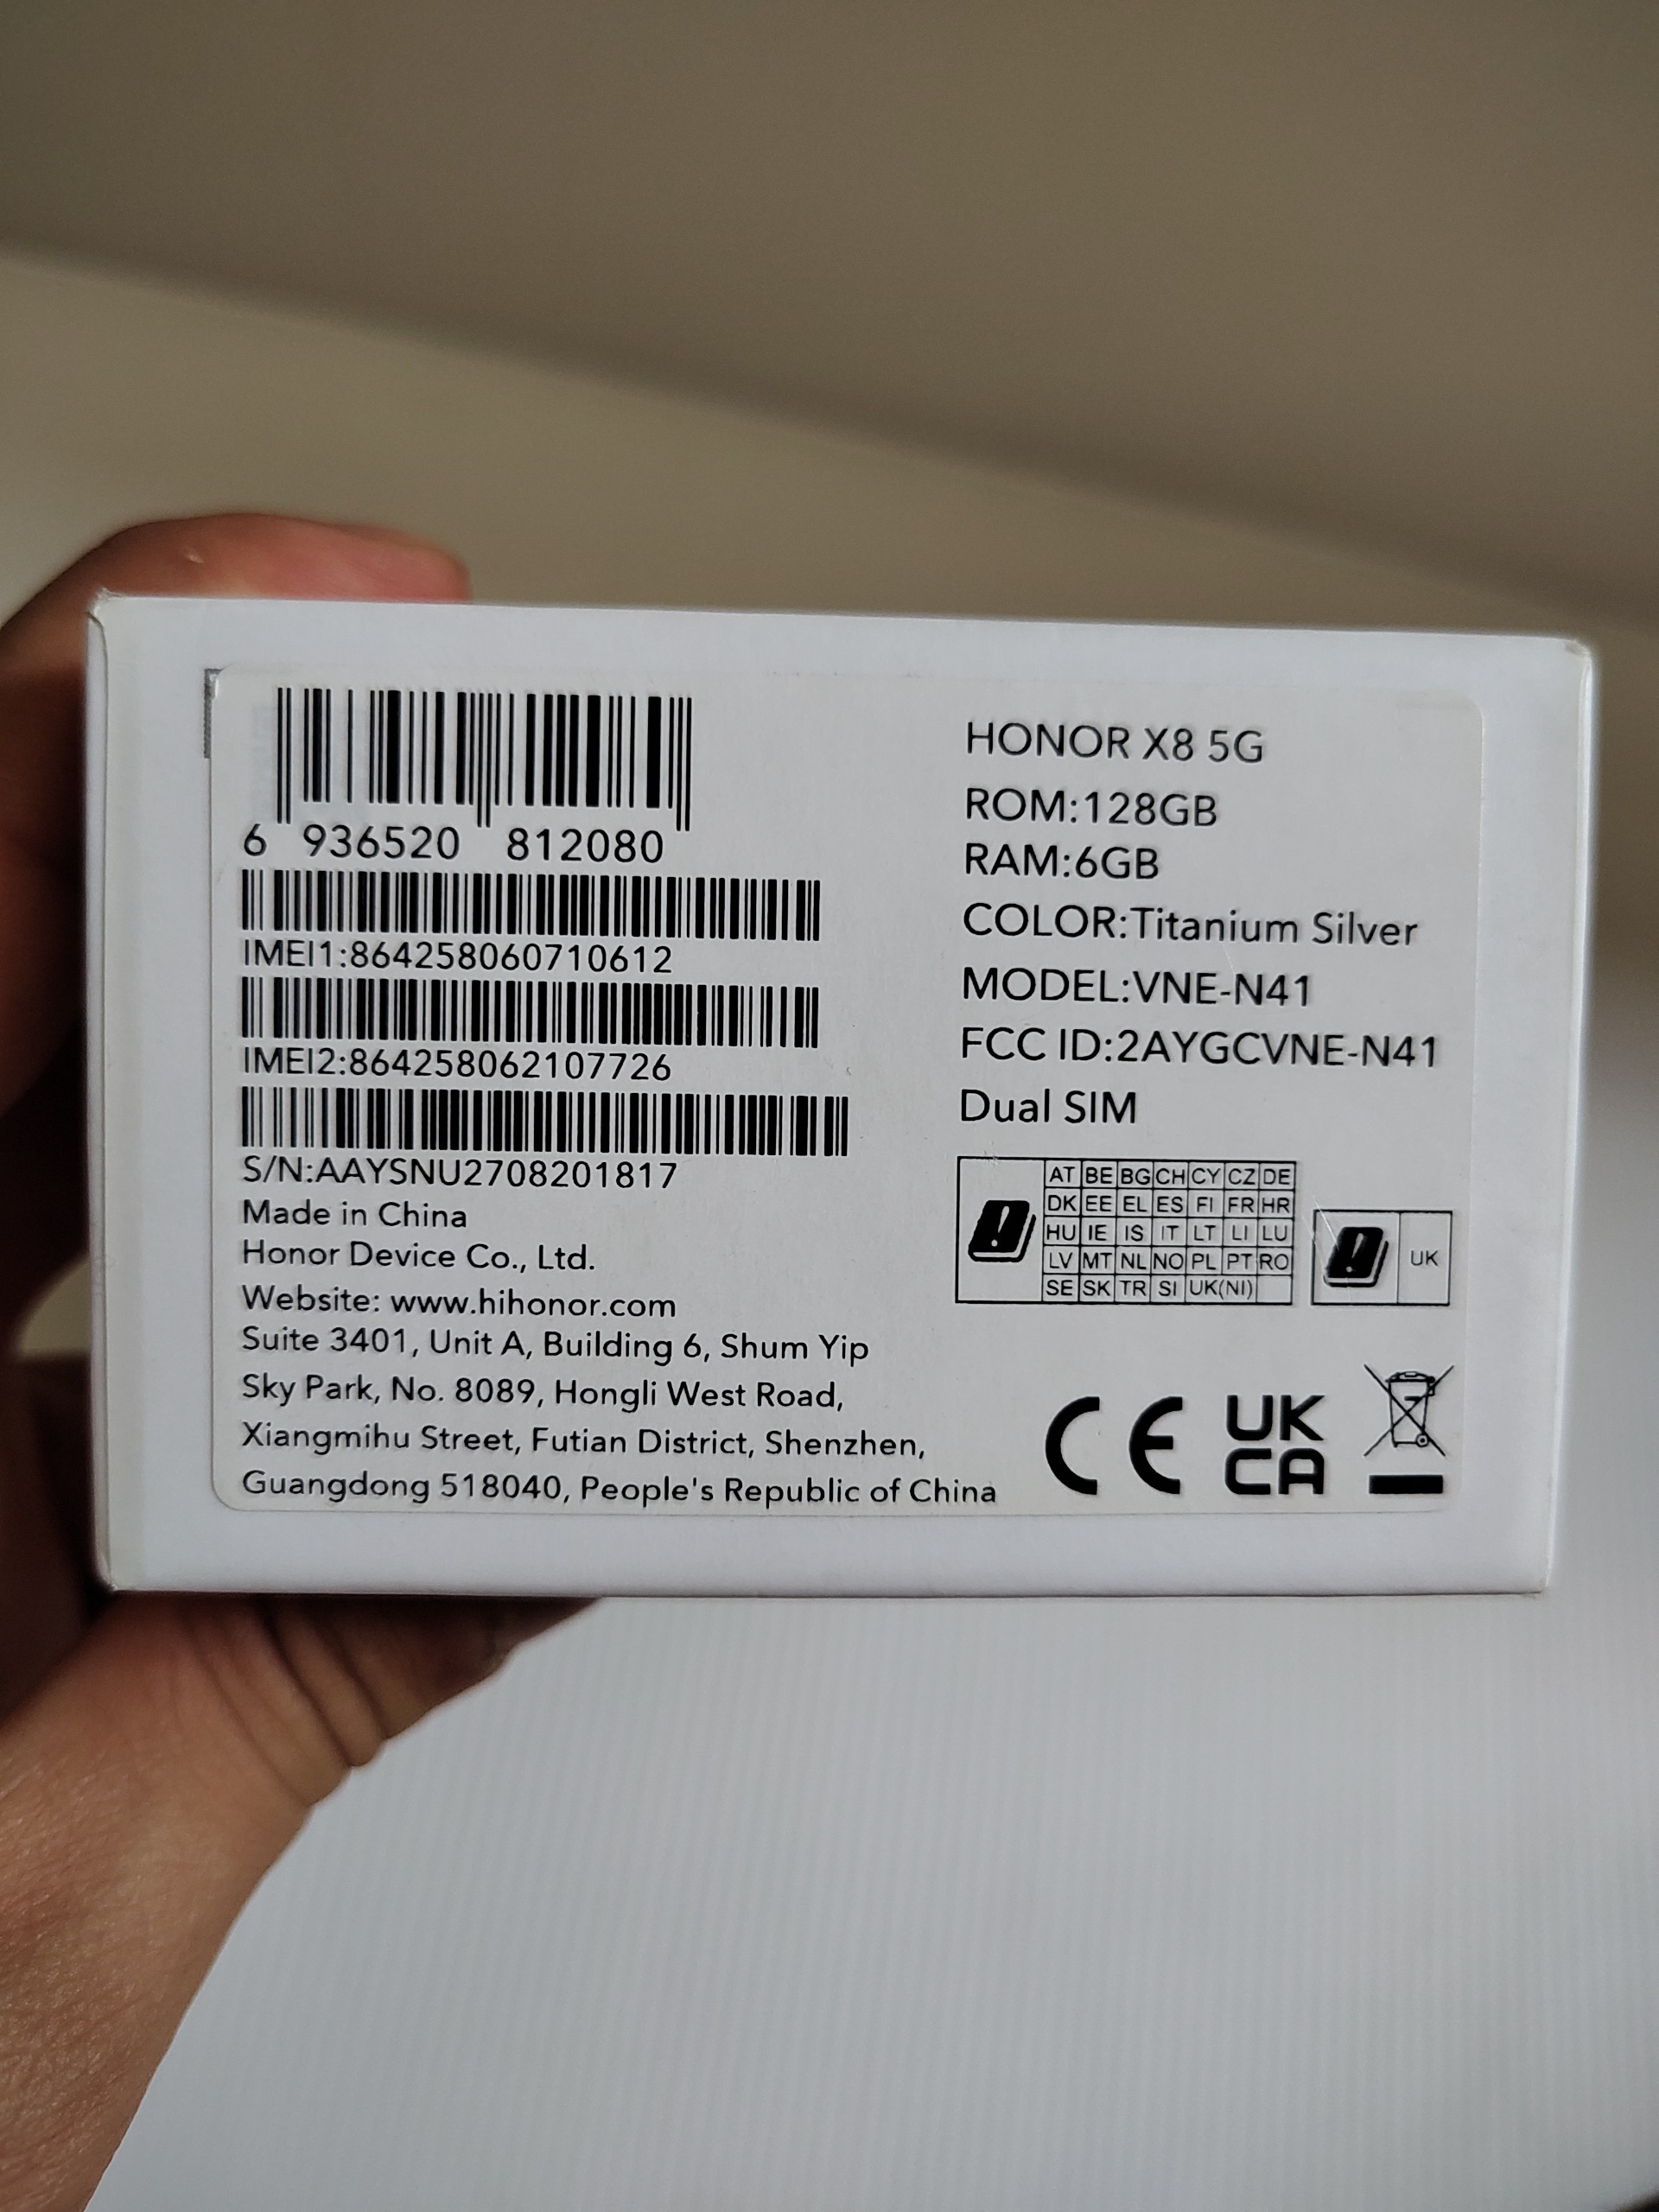 6 936520 812080
IMEI1:864258060710612
IMEI2:864258062107726
S/N:AAYSNU2708201817
Made in China
Honor Device Co., Ltd.
Website: www.hihonor.com
Suite 3401, Unit A, Building 6, Shum Yip
Sky Park, No. 8089, Hongli West Road,
Xiangmihu Street, Futian District, Shenzhen,
Guangdong 518040, People's Republic of China
HONOR X8 5G
ROM:128GB
RAM:6GB
COLOR:Titanium Silver
MODEL:VNE-N41
FCC ID:2AYGCVNE-N41
Dual SIM
AT BE BG CH CY CZ DE
DK EE EL ES FI FR HR
HU IE IS IT LT LI LU
LV MT NL NO PL PT RO
SE SK TR SI UK(NI)
UK
CE
UK
CA